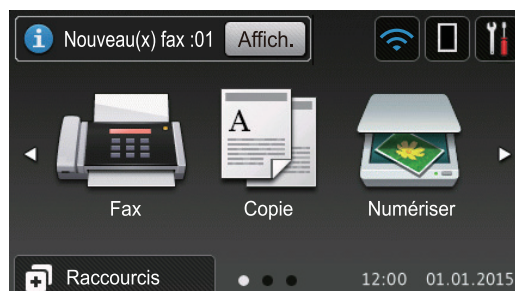 Nouveau(x) fax :01 Affich.
A
Fax Copie Numériser
Raccourcis 12:00 01.01.2015